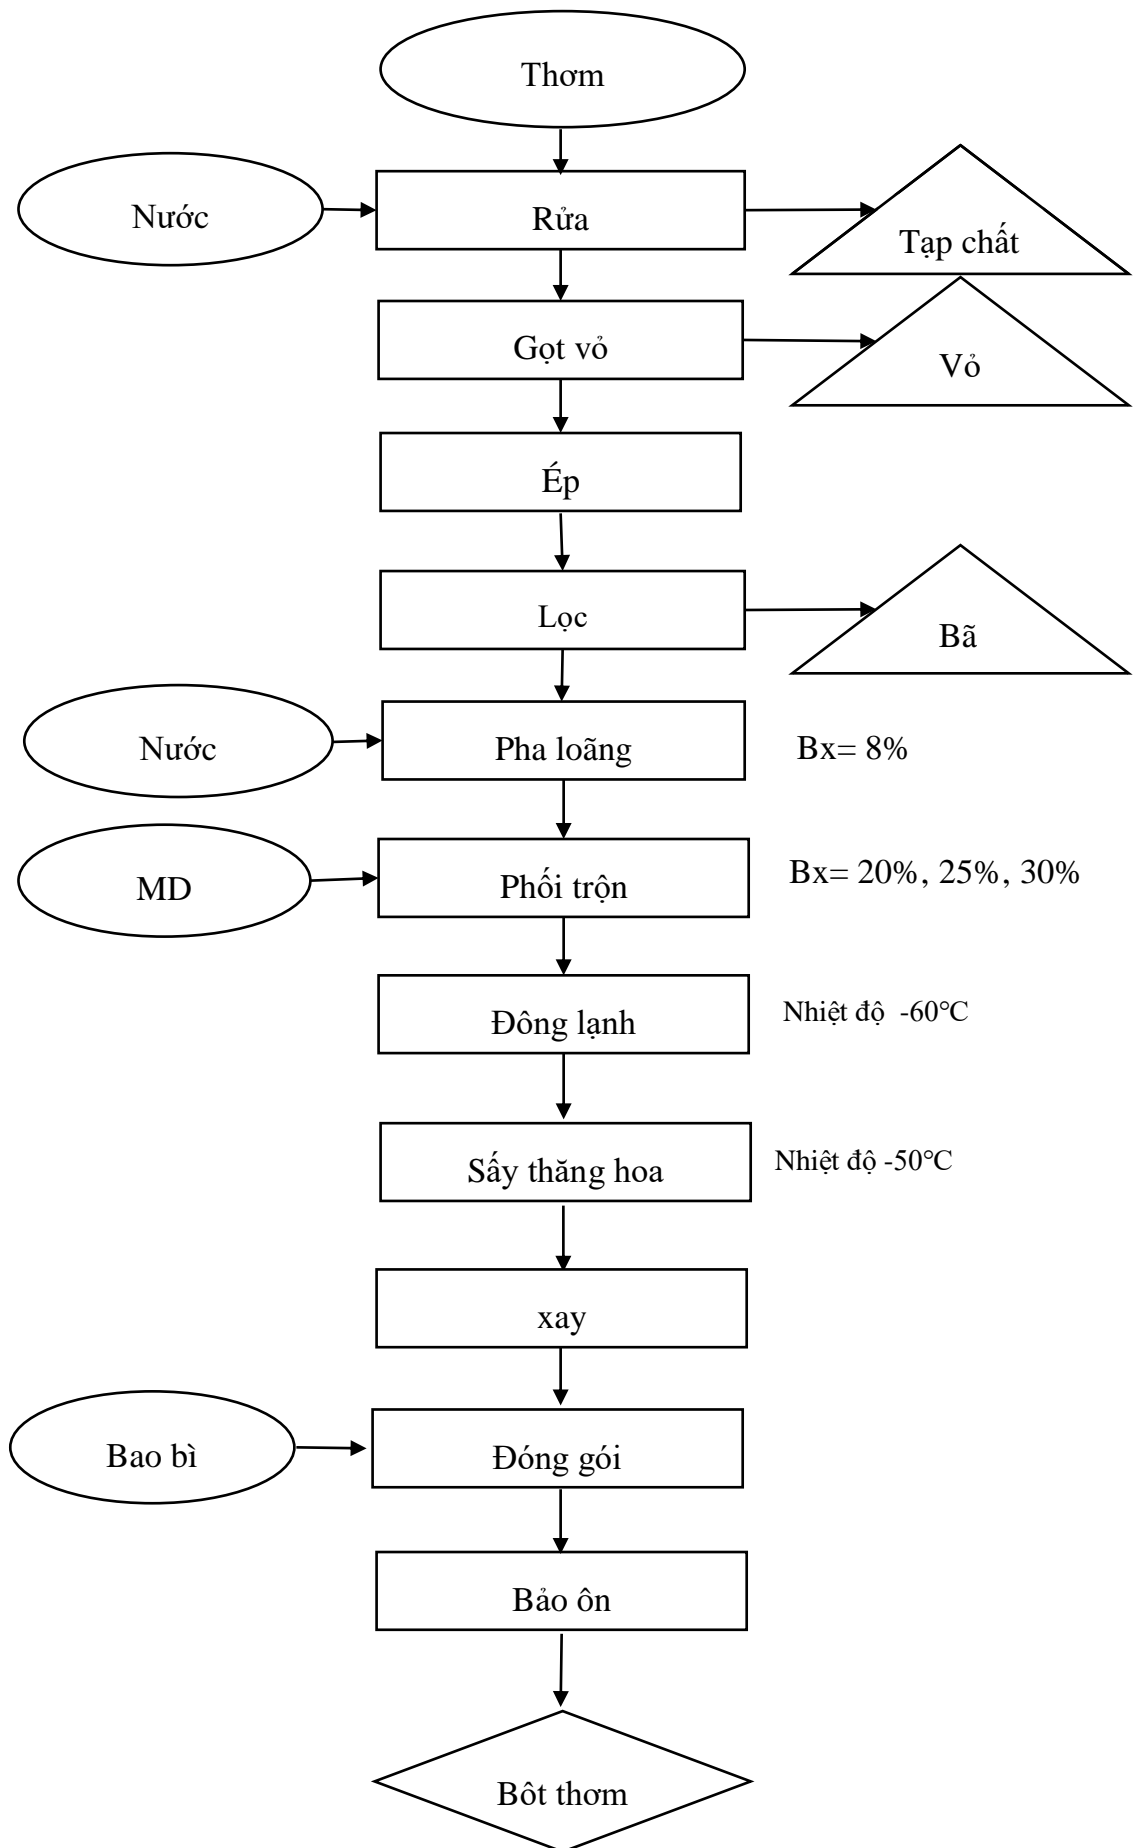 Thơm
Nước
Rửa
Tạp chất
Gọt vỏ
Vỏ
Ép
Lọc
Bã
Nước
Pha loãng
Bx= 8%
MD
Phối trộn
Bx= 20%, 25%, 30%
Đông lạnh
Nhiệt độ -60°C
Sấy thăng hoa
Nhiệt độ -50°C
xay
Bao bì
Đóng gói
Bảo ôn
Bôt thơm